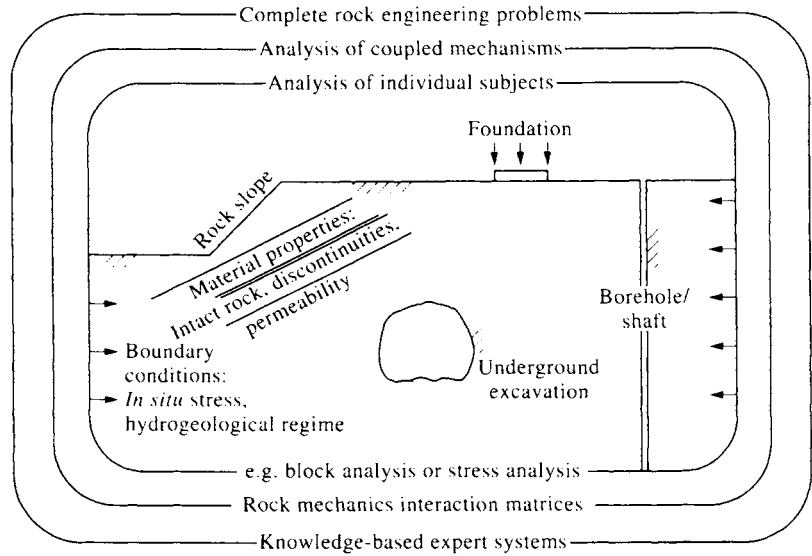 Complete rock engineering problems
Analysis of coupled mechanisms
Analysis of individual subjects
Foundation
Rock slope
Material properties:
Intact rock, discontinuities,
permeability
Borehole/
shaft
Boundary
conditions:
In situ stress,
hydrogeological regime
Underground
excavation
e.g. block analysis or stress analysis
Rock mechanics interaction matrices
Knowledge-based expert systems